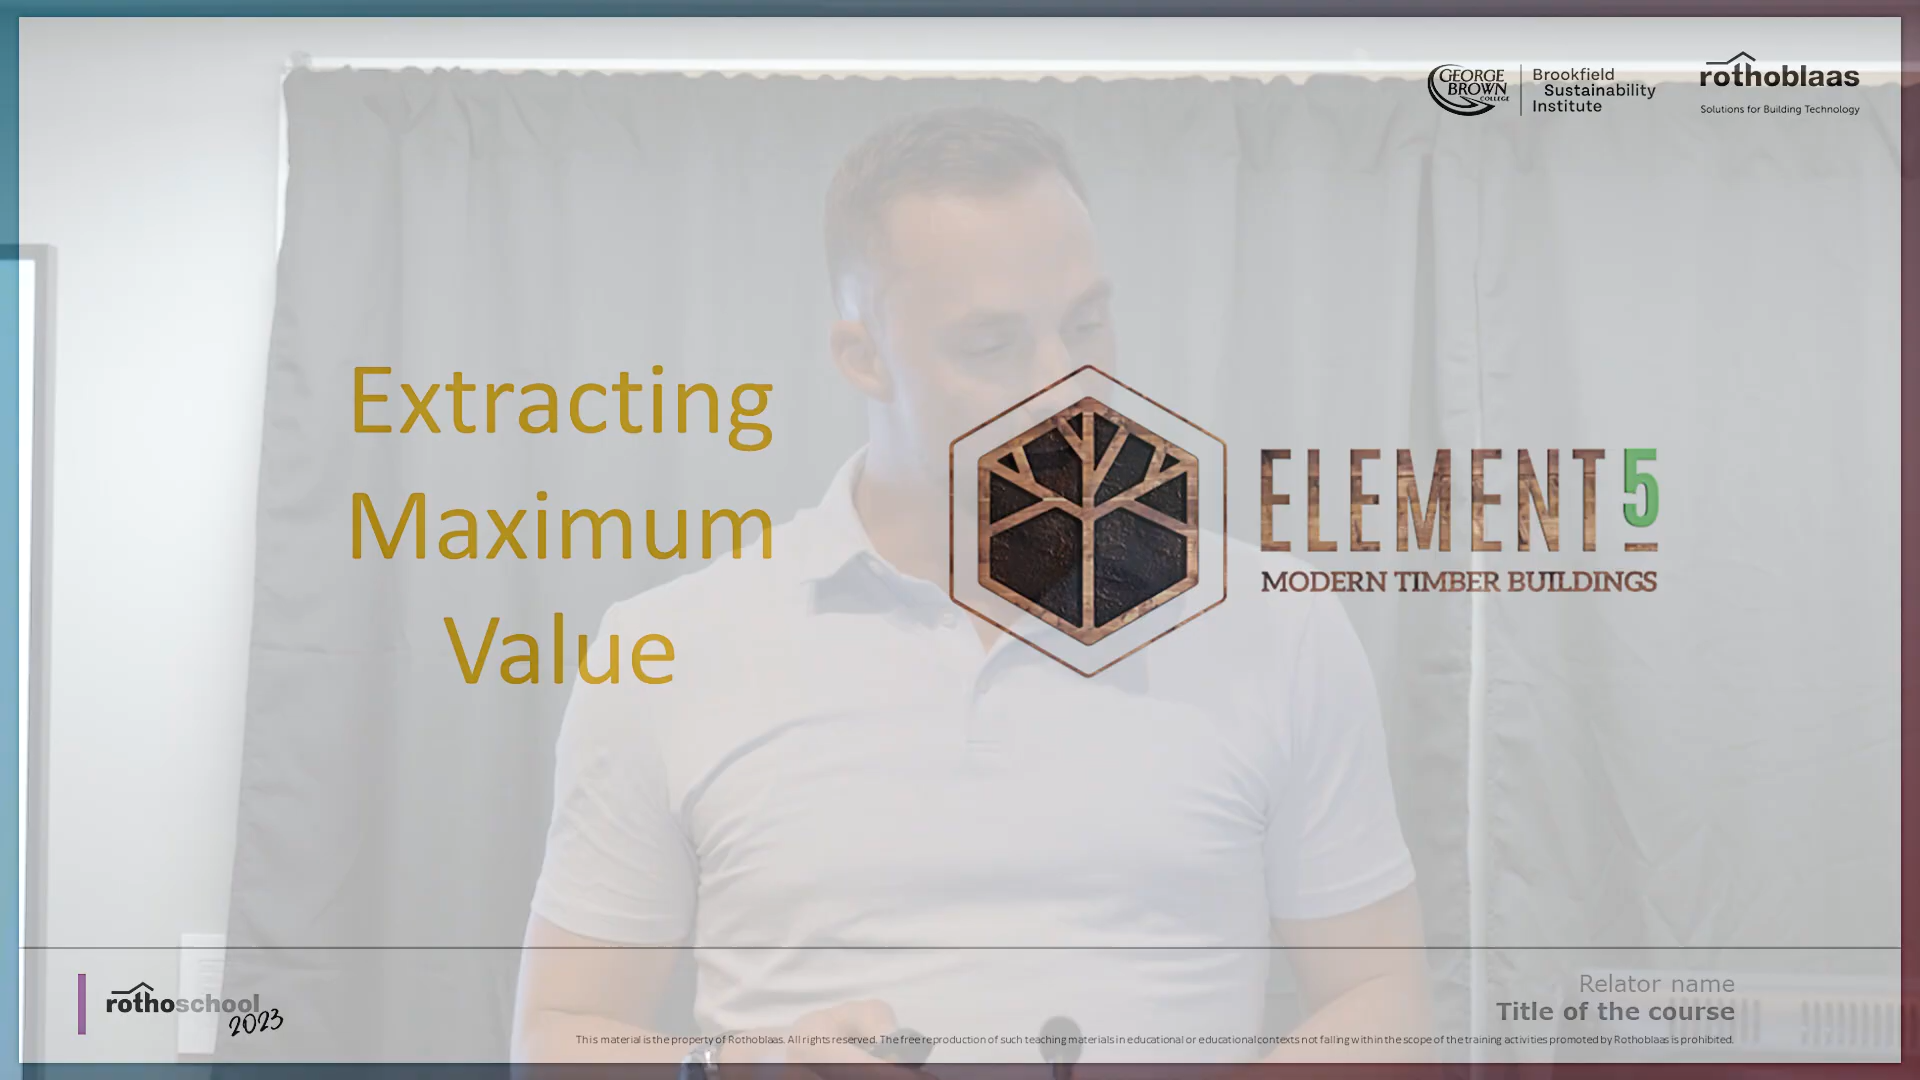 GEORGE
BROWN
COLLEGE
Brookfield
Sustainability
Institute
rothoblaas
Solutions for Building Technology
Extracting
Maximum
Value
ELEMENT5
MODERN TIMBER BUILDINGS
rothoschool
2023
Relator name
Title of the course
This material is the property of Rothoblaas. All rights reserved. The free reproduction of such teaching materials in educational or educational contexts not falling within the scope of the training activities promoted by Rothoblaas is prohibited.